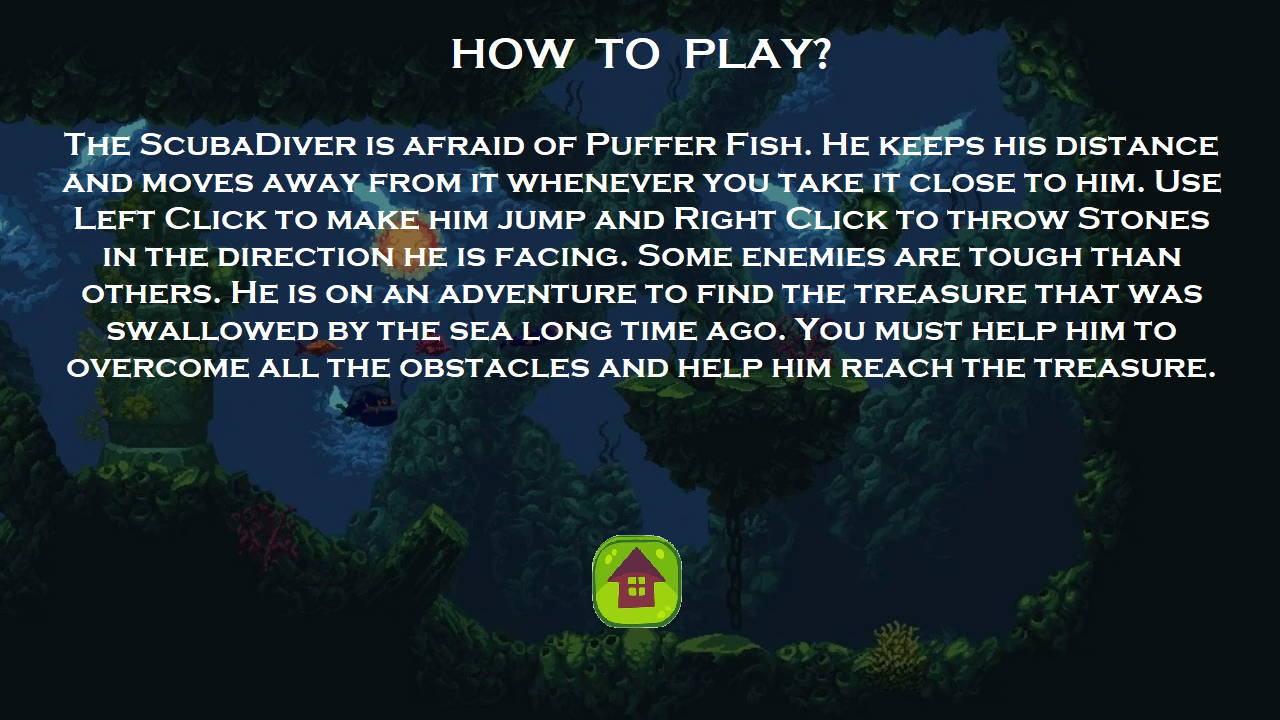 HOW TO PLAY?
The ScubaDiver is afraid of Puffer Fish. He keeps his distance
and moves away from it whenever you take it close to him. Use
Left Click to make him jump and Right Click to throw Stones
in the direction he is facing. Some enemies are tough than
others. He is on an adventure to find the treasure that was
swallowed by the sea long time ago. You must help him to
overcome all the obstacles and help him reach the treasure.